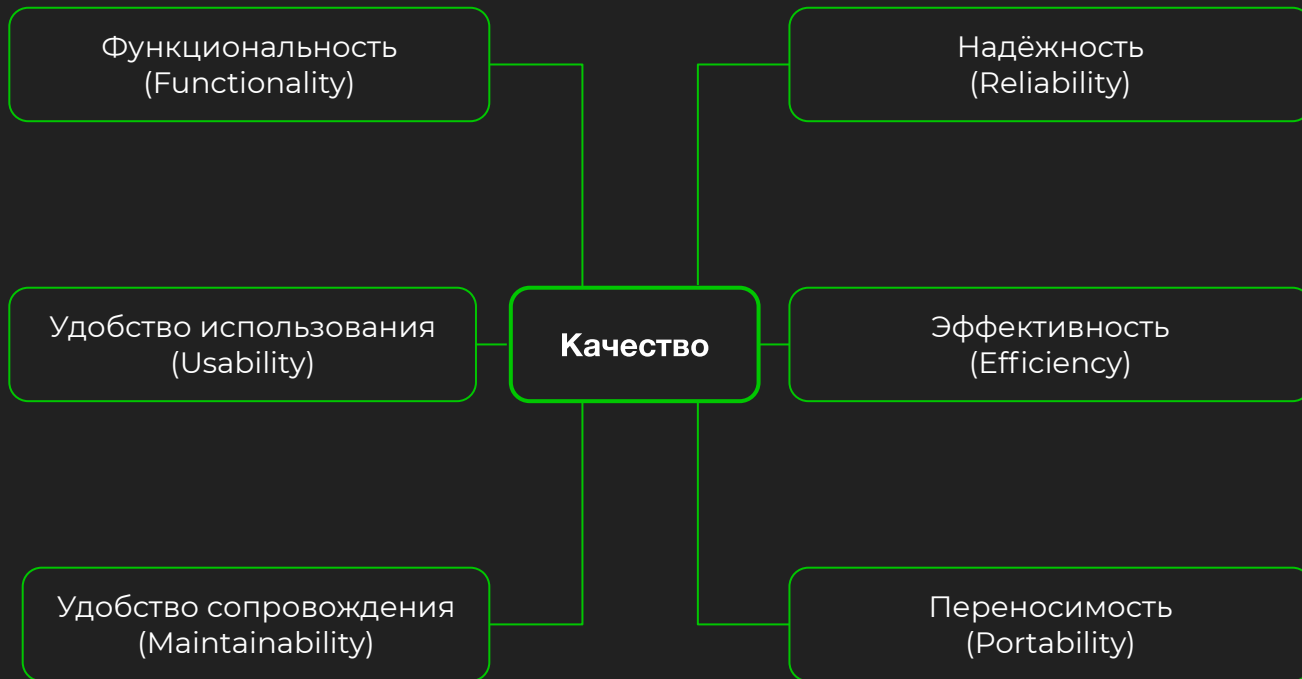 Функциональность
(Functionality)
Надёжность
(Reliability)
Удобство использования
(Usability)
Качество
Эффективность
(Efficiency)
Удобство сопровождения
(Maintainability)
Переносимость
(Portability)